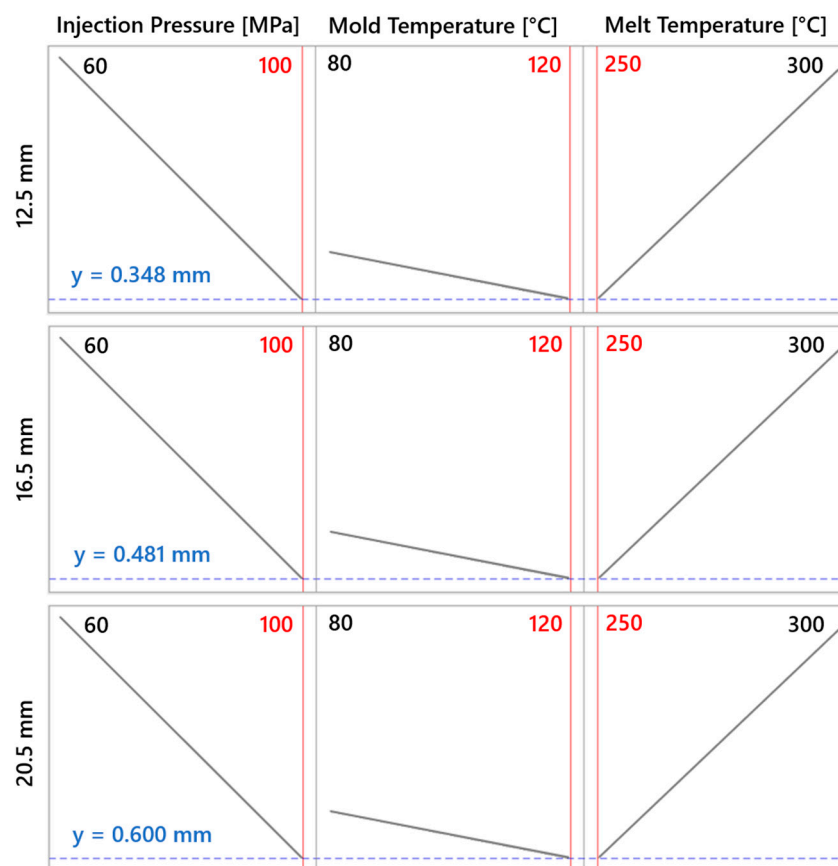 Injection Pressure [MPa] Mold Temperature [°C] Melt Temperature [°C]
60 100 80 120 250 300
12.5 mm
y = 0.348 mm
60 100 80 120 250 300
16.5 mm
y = 0.481 mm
60 100 80 120 250 300
20.5 mm
y = 0.600 mm